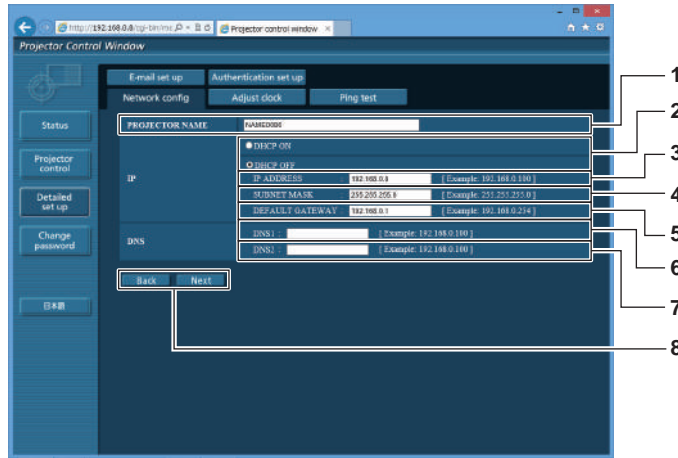 http://192.168.0.8/cgi-bin/mc
Projector control window
Projector Control Window
E-mail set up
Authentication set up
Network config
Adjust clock
Ping test
Status
Projector control
Detailed set up
Change password
日本語
PROJECTOR NAME NAME0006
IP
DHCP ON
DHCP OFF
IP ADDRESS : 192.168.0.8 [ Example: 192.168.0.100 ]
SUBNET MASK : 255.255.255.0 [ Example: 255.255.255.0 ]
DEFAULT GATEWAY : 192.168.0.1 [ Example: 192.168.0.254 ]
DNS
DNS1 : [ Example: 192.168.0.100 ]
DNS2 : [ Example: 192.168.0.100 ]
Back Next
1
2
3
4
5
6
7
8